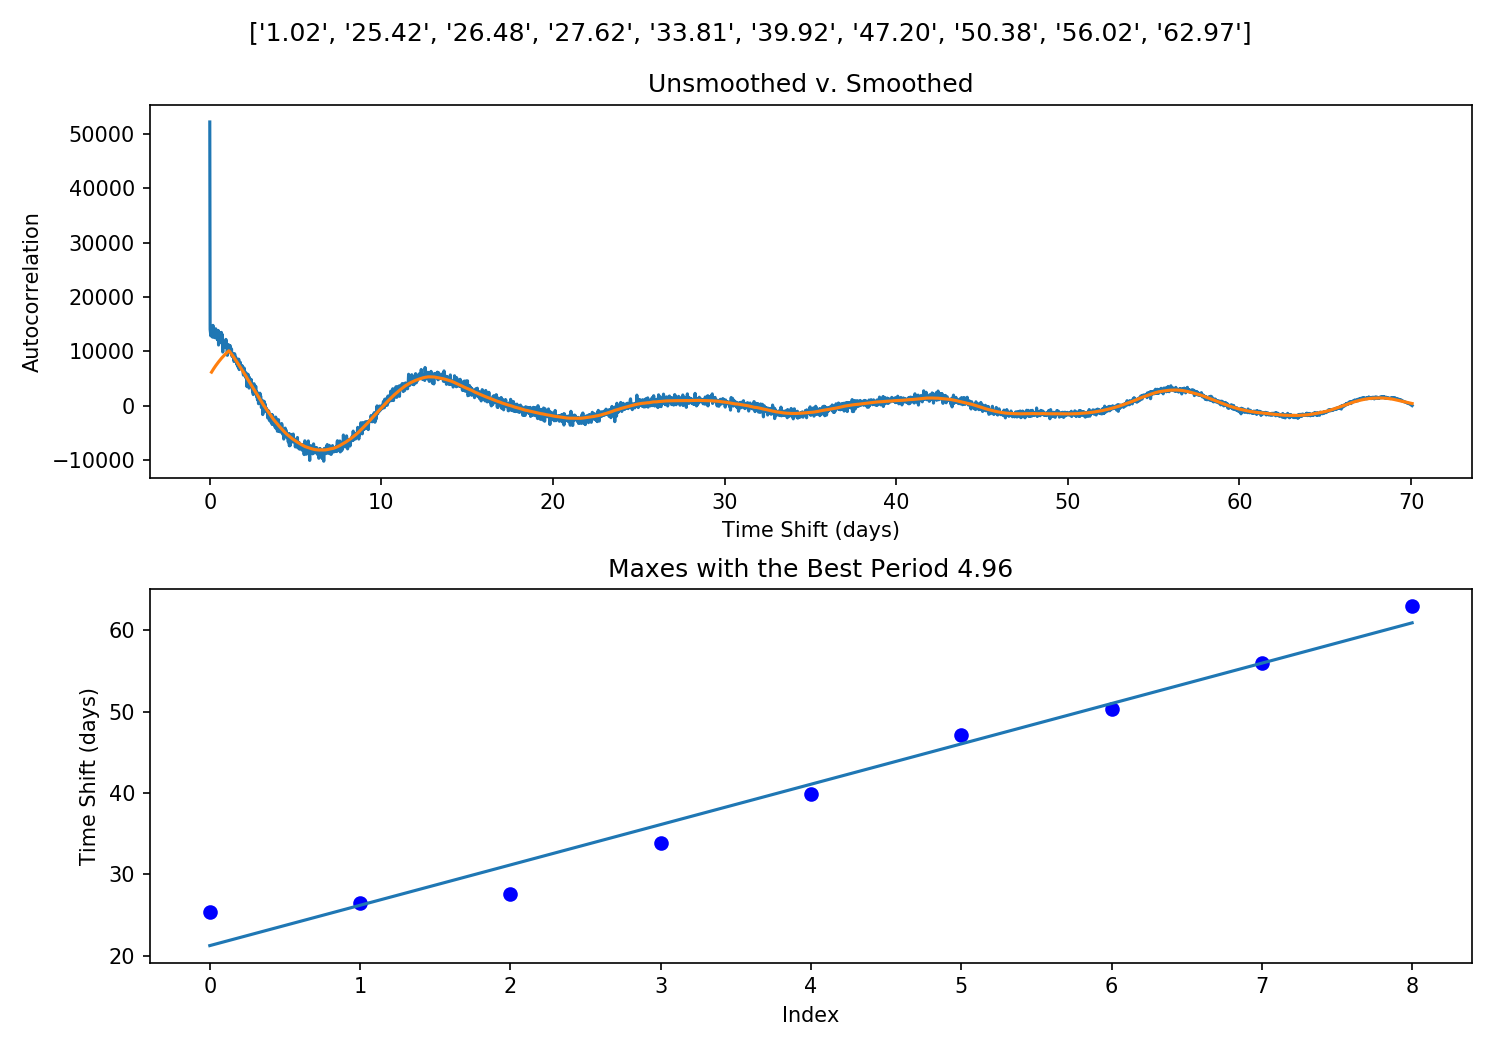 ['1.02', '25.42', '26.48', '27.62', '33.81', '39.92', '47.20', '50.38', '56.02', '62.97']
Unsmoothed v. Smoothed
Autocorrelation
50000
40000
30000
20000
10000
0
−10000
0 10 20 30 40 50 60 70
Time Shift (days)
Maxes with the Best Period 4.96
Time Shift (days)
60
50
40
30
20
0 1 2 3 4 5 6 7 8
Index